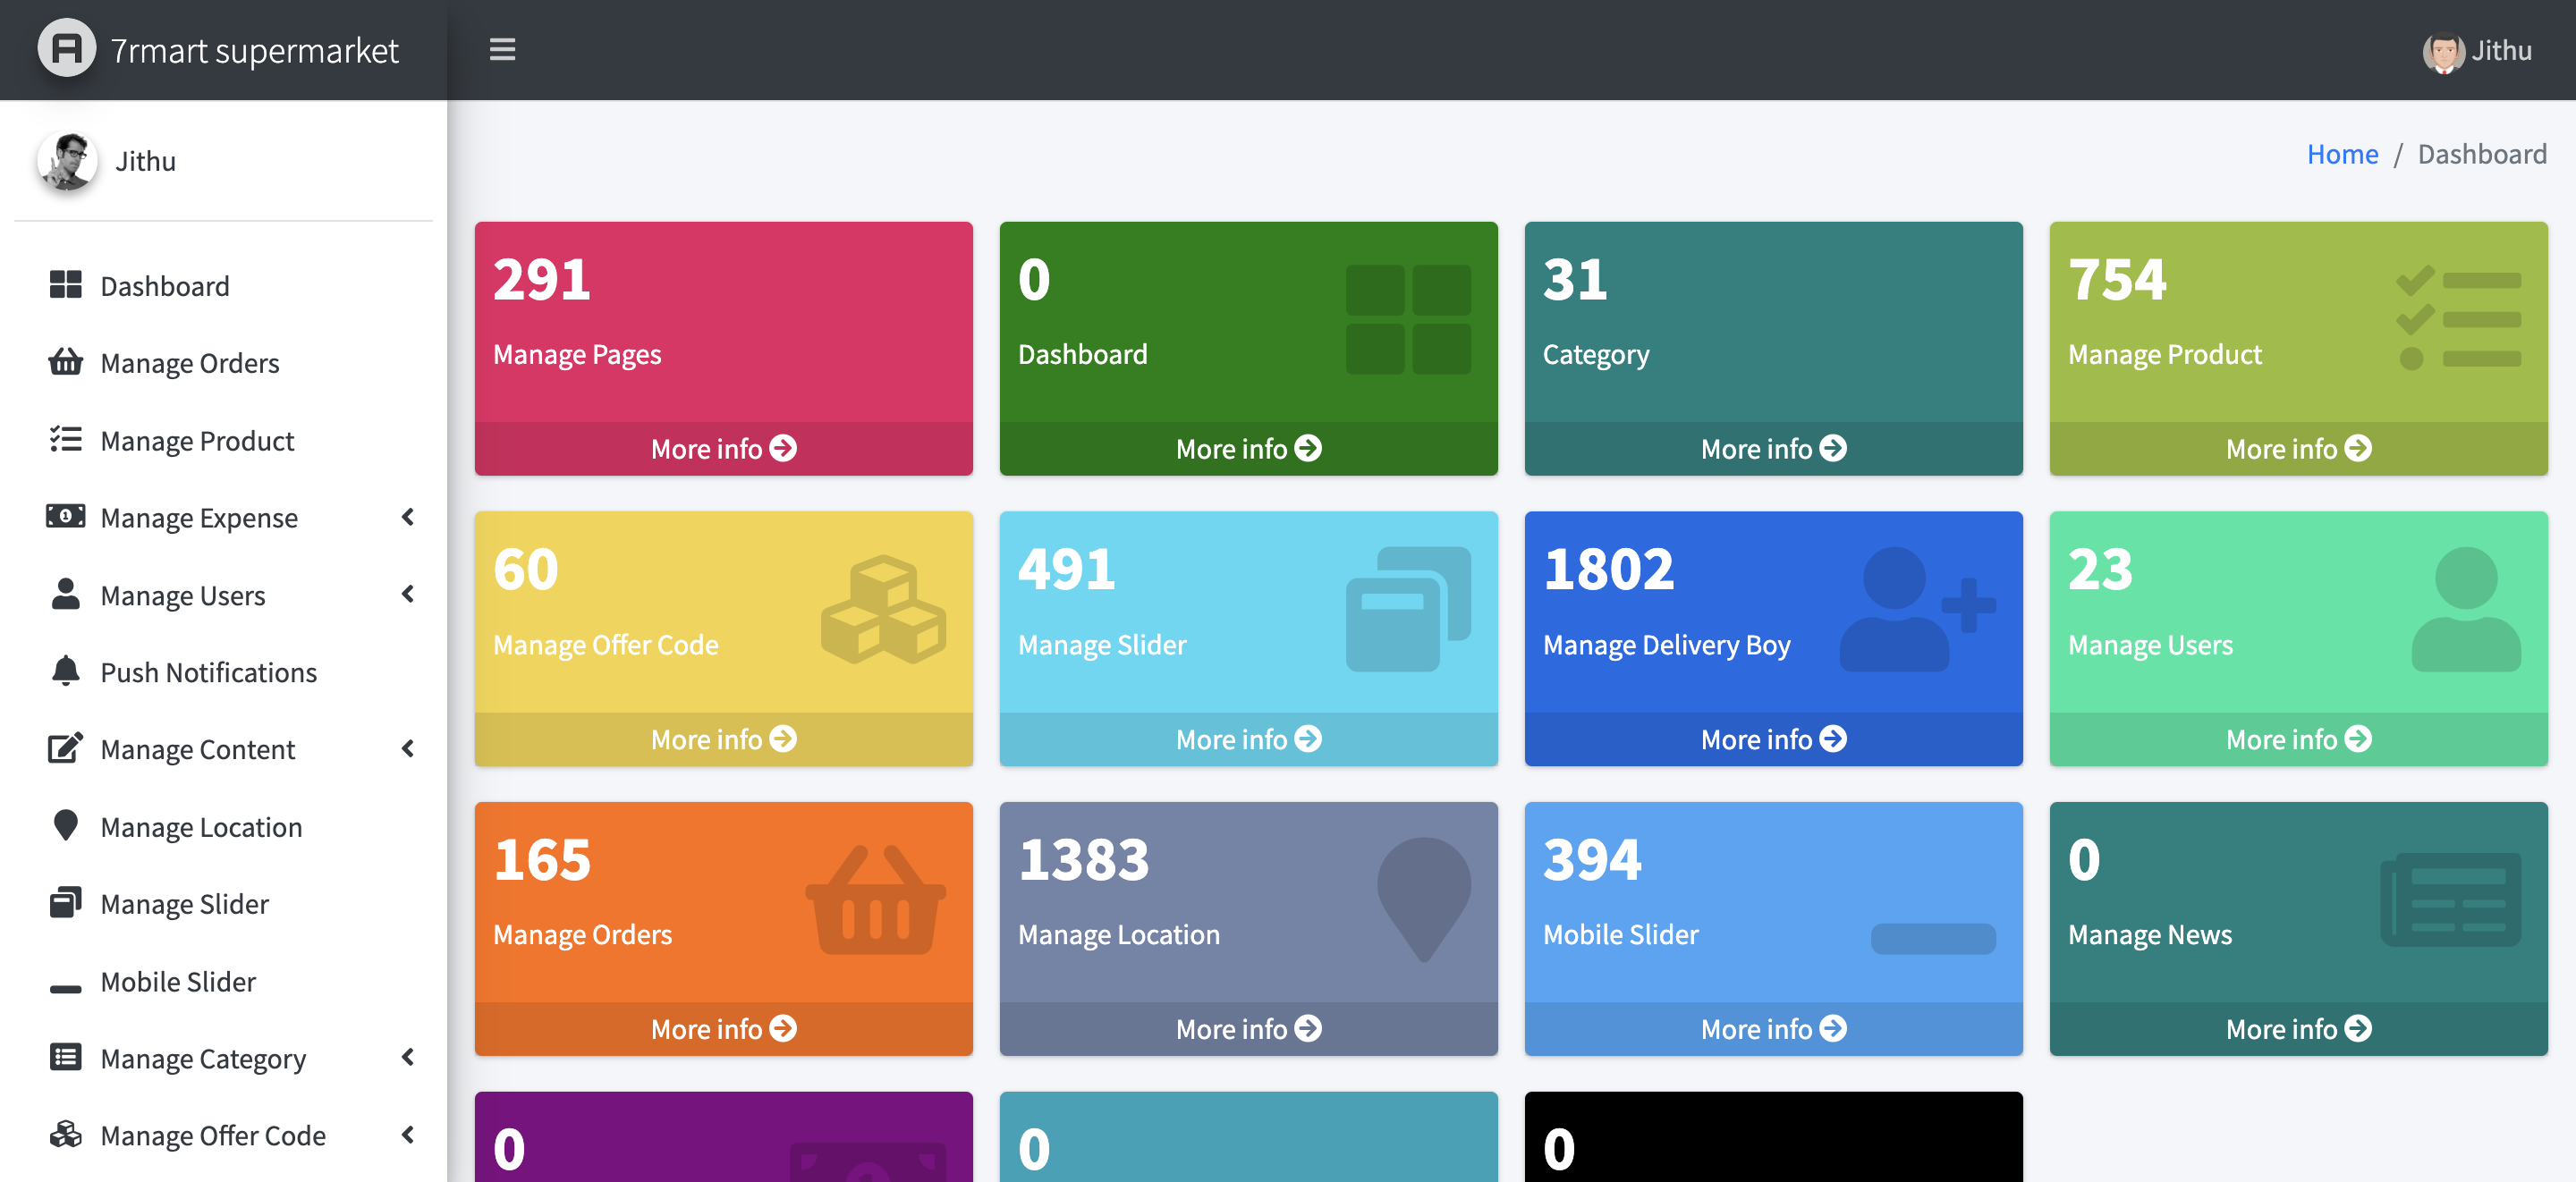 7rmart supermarket
Jithu
Jithu
Home / Dashboard
Dashboard
Manage Orders
Manage Product
Manage Expense
Manage Users
Push Notifications
Manage Content
Manage Location
Manage Slider
Mobile Slider
Manage Category
Manage Offer Code
291
Manage Pages
More info
0
Dashboard
More info
31
Category
More info
754
Manage Product
More info
60
Manage Offer Code
More info
491
Manage Slider
More info
1802
Manage Delivery Boy
More info
23
Manage Users
More info
165
Manage Orders
More info
1383
Manage Location
More info
394
Mobile Slider
More info
0
Manage News
More info
0
0
0